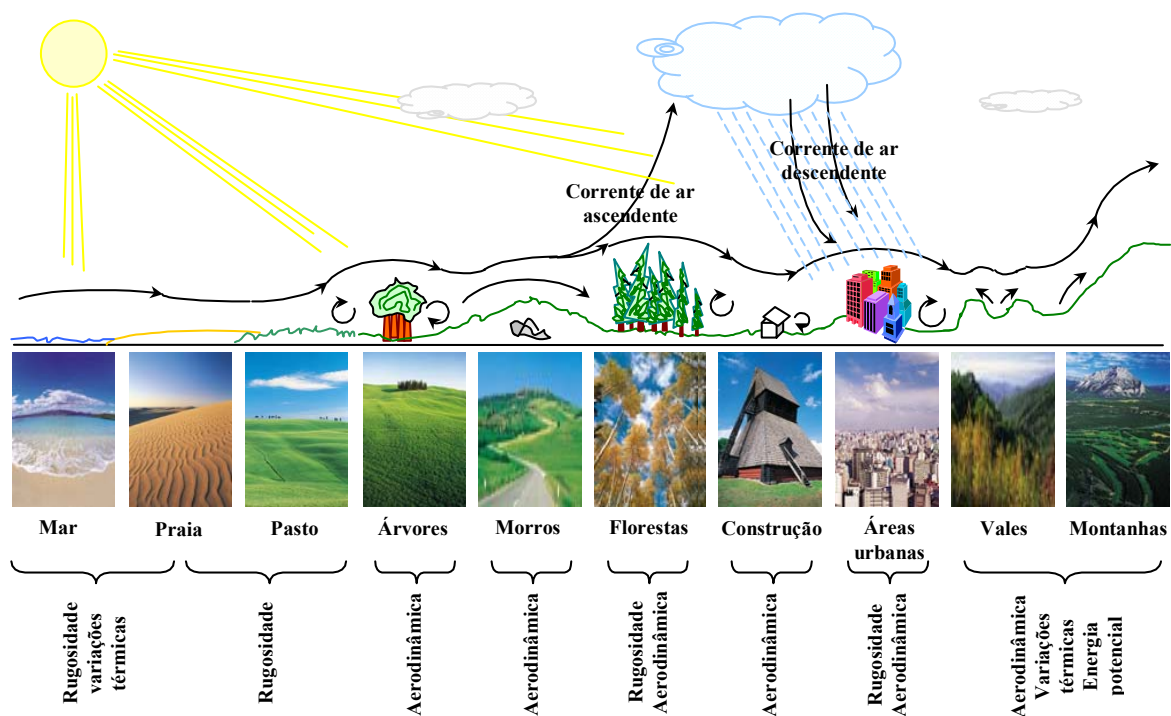 Corrente de ar
ascendente
Corrente de ar
descendente
Mar
Praia
Pasto
Árvores
Morros
Florestas
Construção
Áreas
urbanas
Vales
Montanhas
Rugosidade
variações
térmicas
Rugosidade
Aerodinâmica
Aerodinâmica
Rugosidade
Aerodinâmica
Aerodinâmica
Rugosidade
Aerodinâmica
Aerodinâmica
Variações
térmicas
Energia
potencial